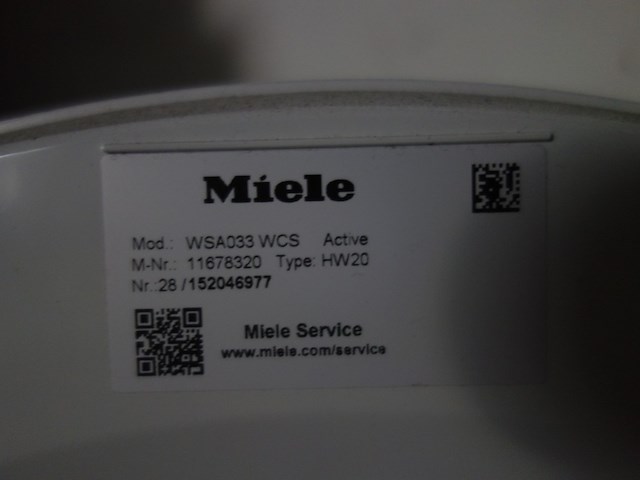 Miele
Mod.: WSA033 WCS Active
M-Nr.: 11678320 Type: HW20
Nr.:28 /152046977
Miele Service
www.miele.com/service